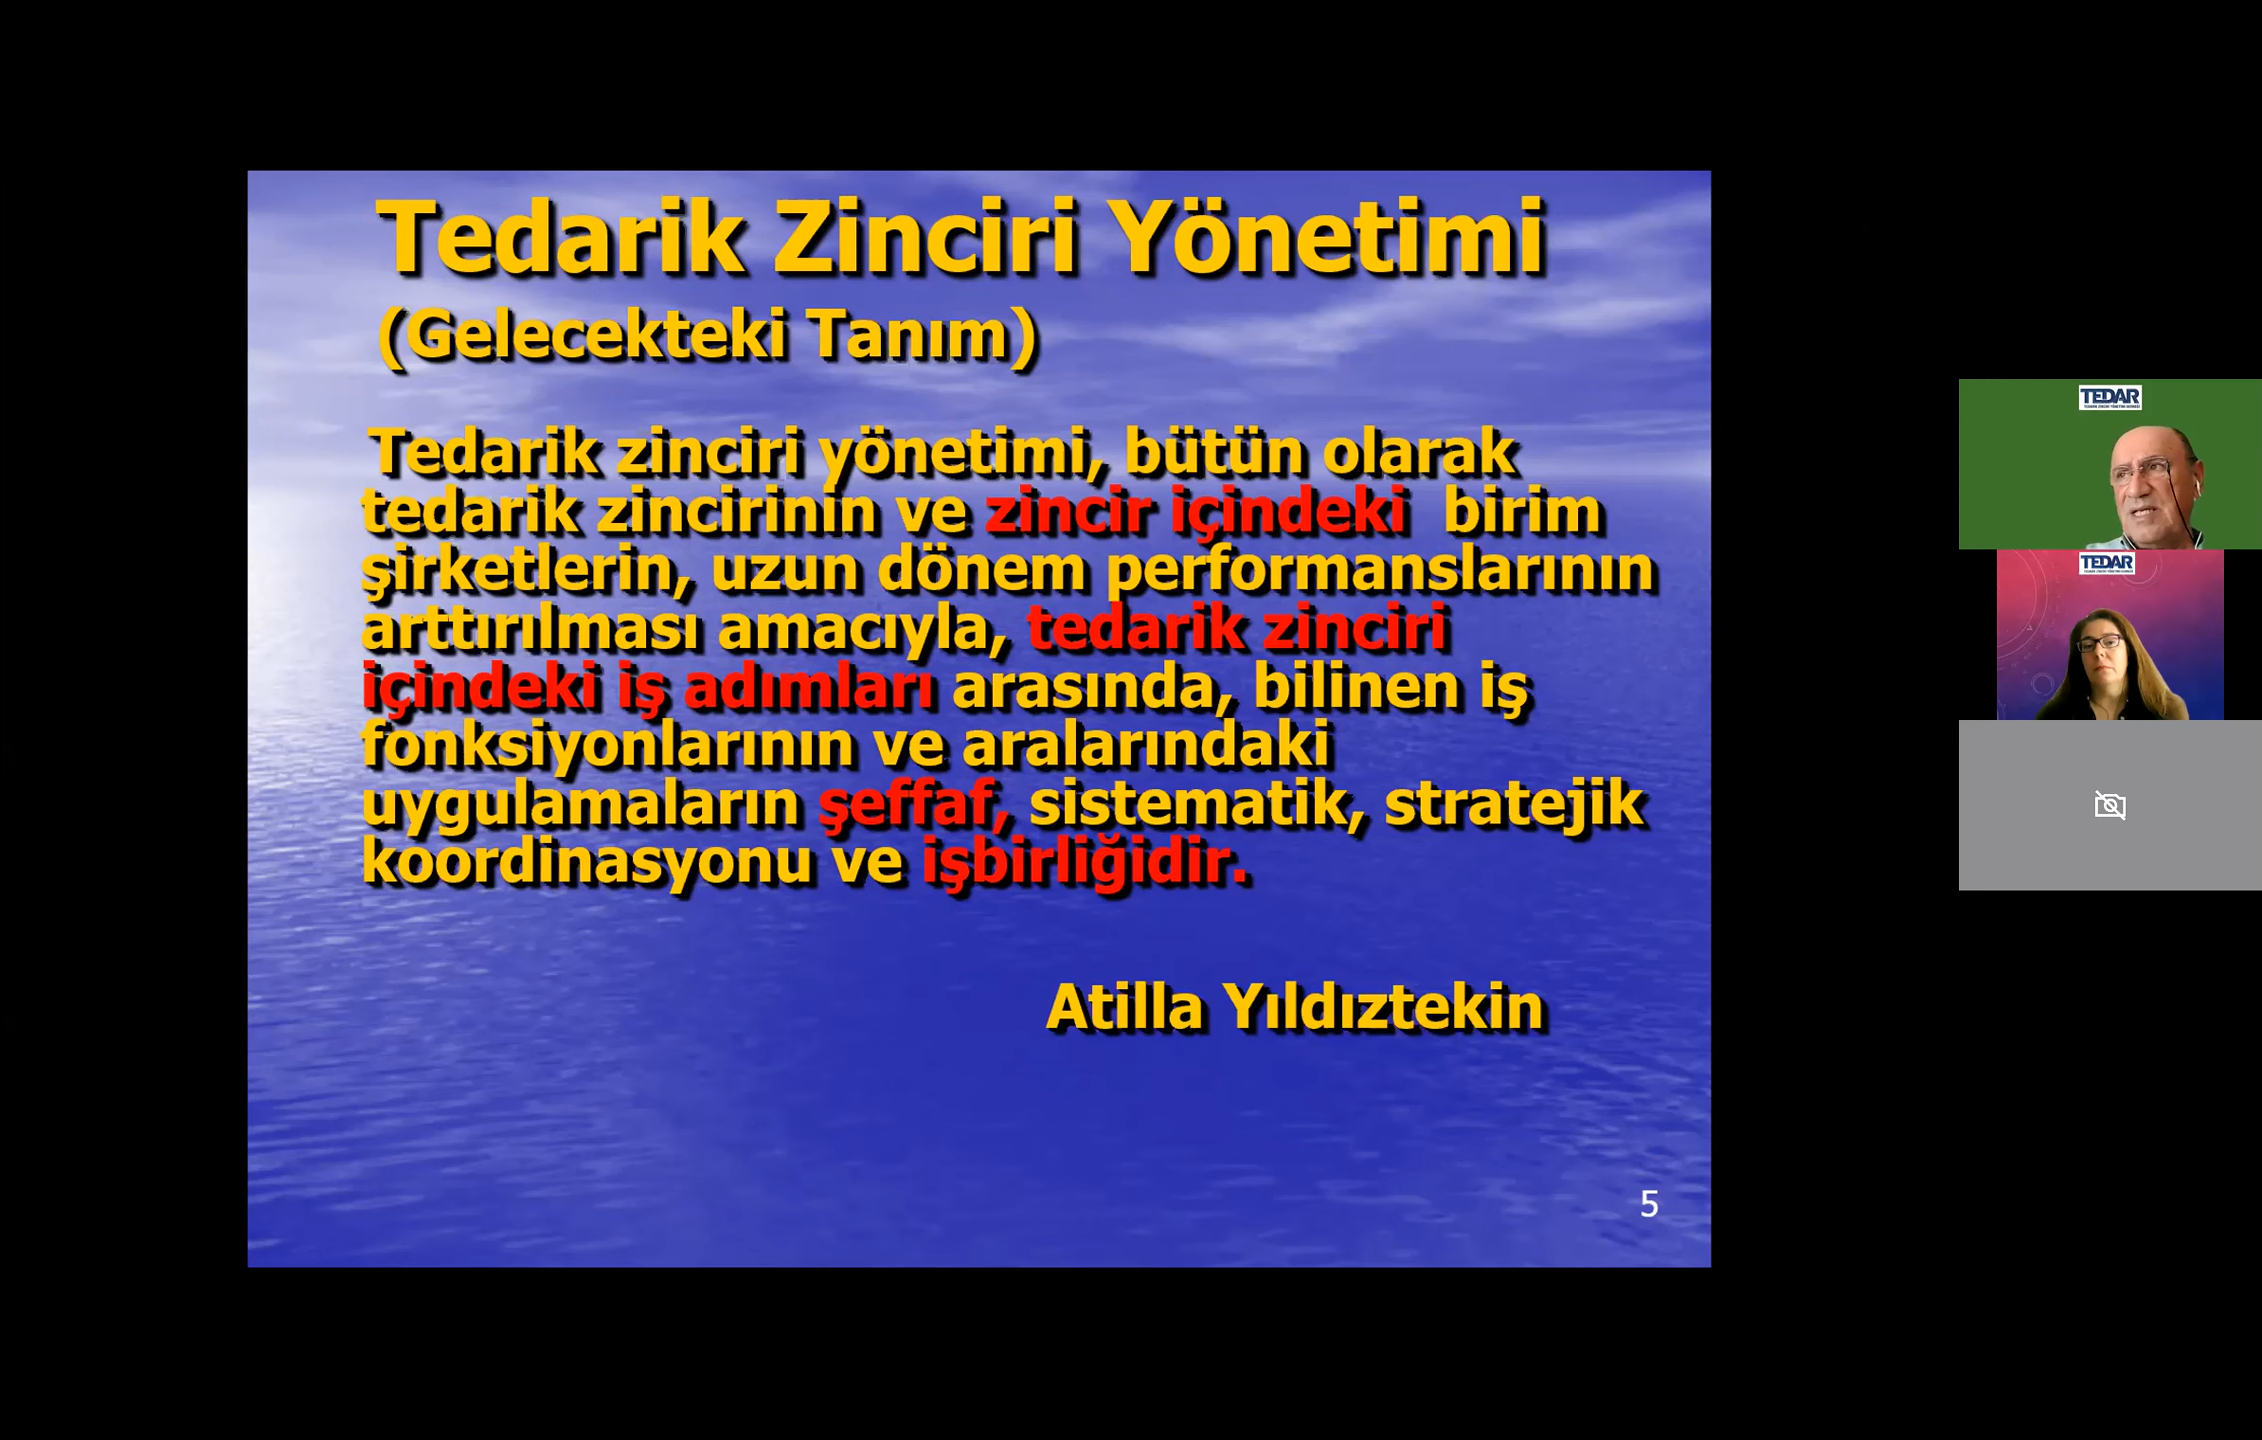 Tedarik Zinciri Yönetimi
(Gelecekteki Tanım)
Tedarik zinciri yönetimi, bütün olarak
tedarik zincirinin ve zincir içindeki birim
şirketlerin, uzun dönem performanslarının
arttırılması amacıyla, tedarik zinciri
içindeki iş adımları arasında, bilinen iş
fonksiyonlarının ve aralarındaki
uygulamaların şeffaf, sistematik, stratejik
koordinasyonu ve işbirliğidir.
Atilla Yıldıztekin
5
TEDAR
TEDAR